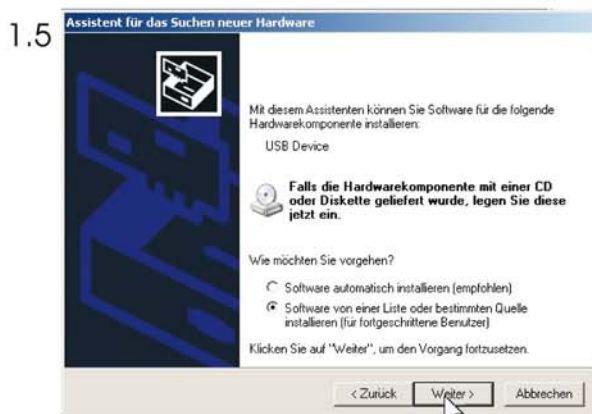 1.5
Assistent für das Suchen neuer Hardware
Mit diesem Assistenten können Sie Software für die folgende
Hardwarekomponente installieren:
USB Device
Falls die Hardwarekomponente mit einer CD
oder Diskette geliefert wurde, legen Sie diese
jetzt ein.
Wie möchten Sie vorgehen?
Software automatisch installieren (empfohlen)
Software von einer Liste oder bestimmten Quelle
installieren (für fortgeschrittene Benutzer)
Klicken Sie auf "Weiter", um den Vorgang fortzusetzen.
< Zurück Weiter > Abbrechen